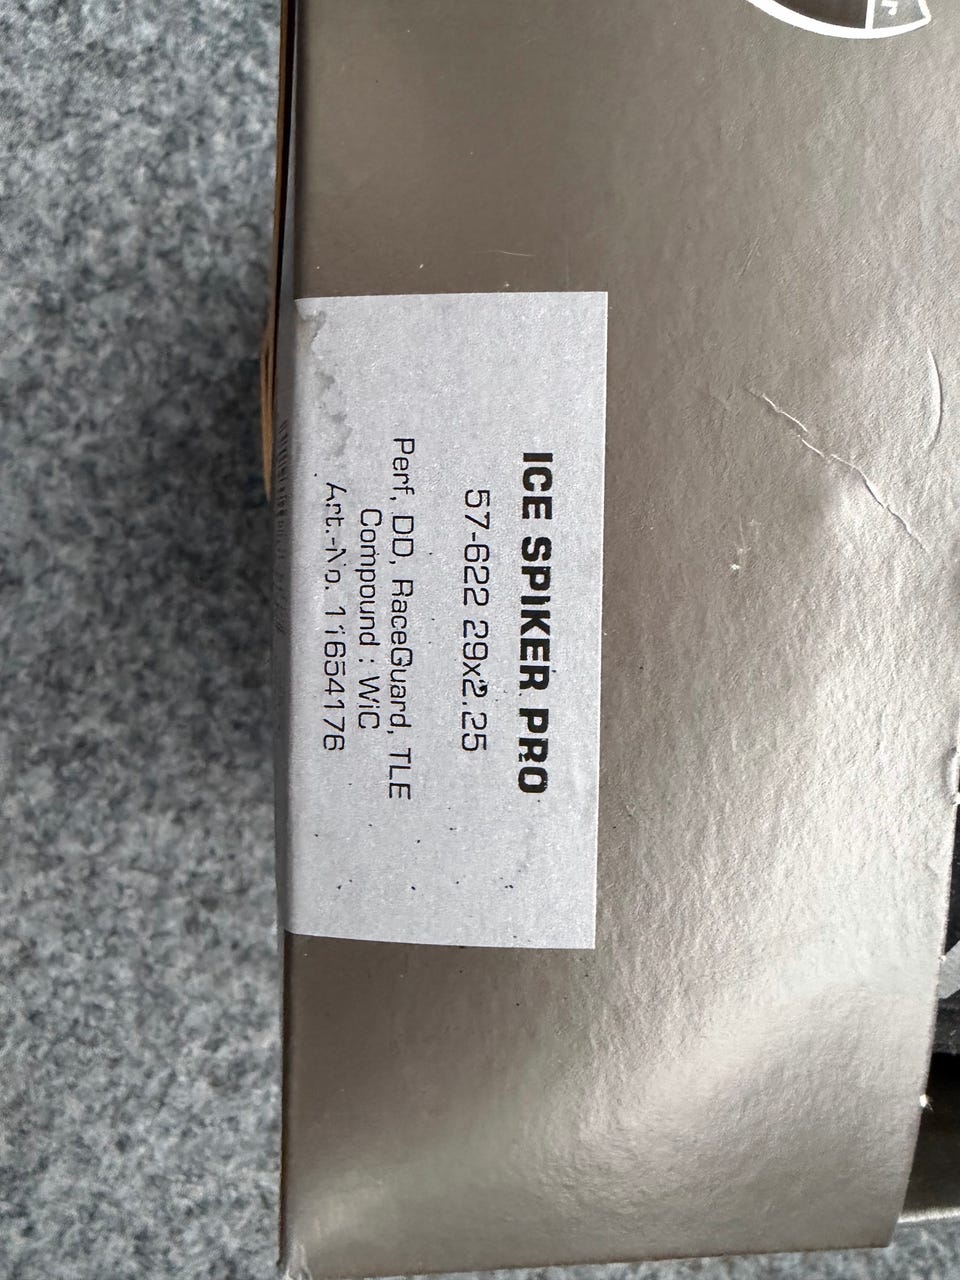 ICE SPIKER PRO
57-622 29x2.25
Perf, DD, RaceGuard, TLE
Compound : WiC
Art.-No. 11654176